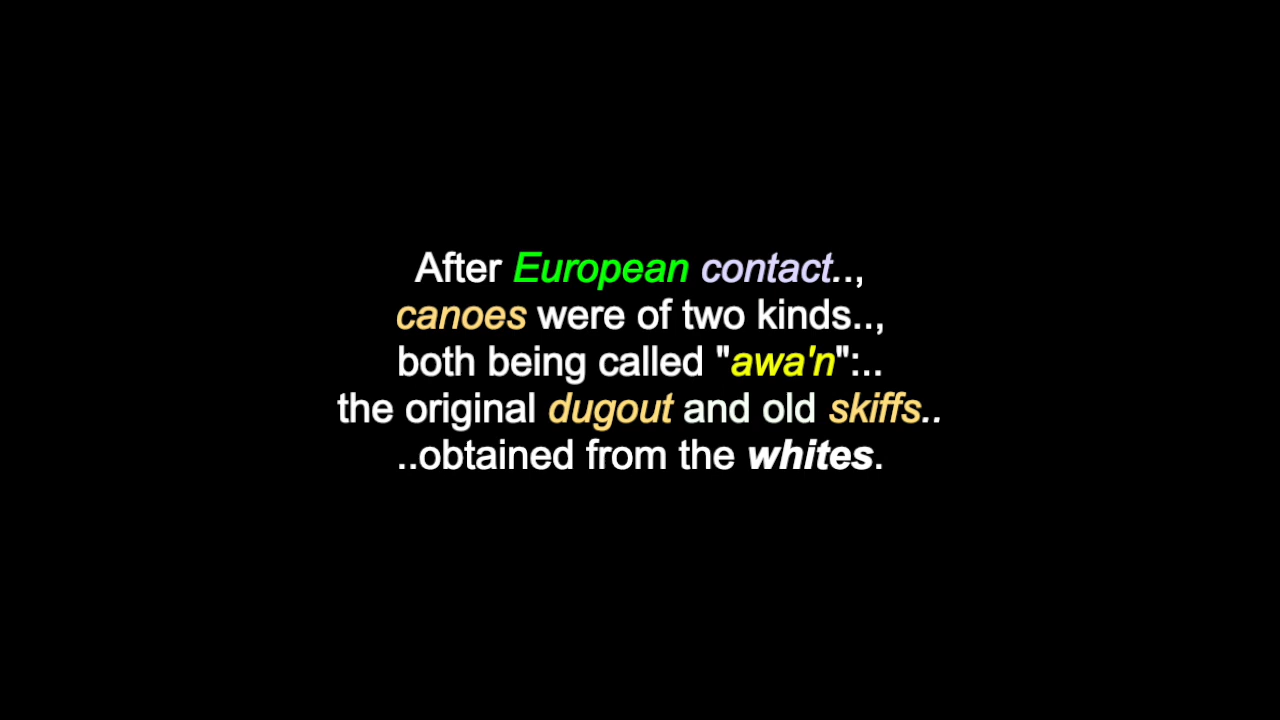 After European contact..,
canoes were of two kinds..,
both being called "awa'n":..
the original dugout and old skiffs..
..obtained from the whites.